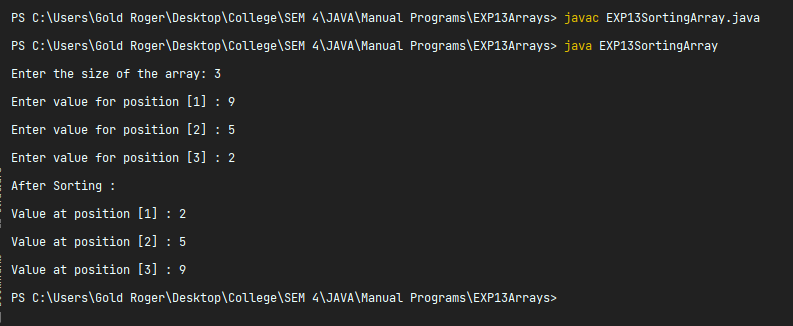 PS C:\Users\Gold Roger\Desktop\College\SEM 4\JAVA\Manual Programs\EXP13Arrays> javac EXP13SortingArray.java
PS C:\Users\Gold Roger\Desktop\College\SEM 4\JAVA\Manual Programs\EXP13Arrays> java EXP13SortingArray
Enter the size of the array: 3
Enter value for position [1] : 9
Enter value for position [2] : 5
Enter value for position [3] : 2
After Sorting :
Value at position [1] : 2
Value at position [2] : 5
Value at position [3] : 9
PS C:\Users\Gold Roger\Desktop\College\SEM 4\JAVA\Manual Programs\EXP13Arrays>